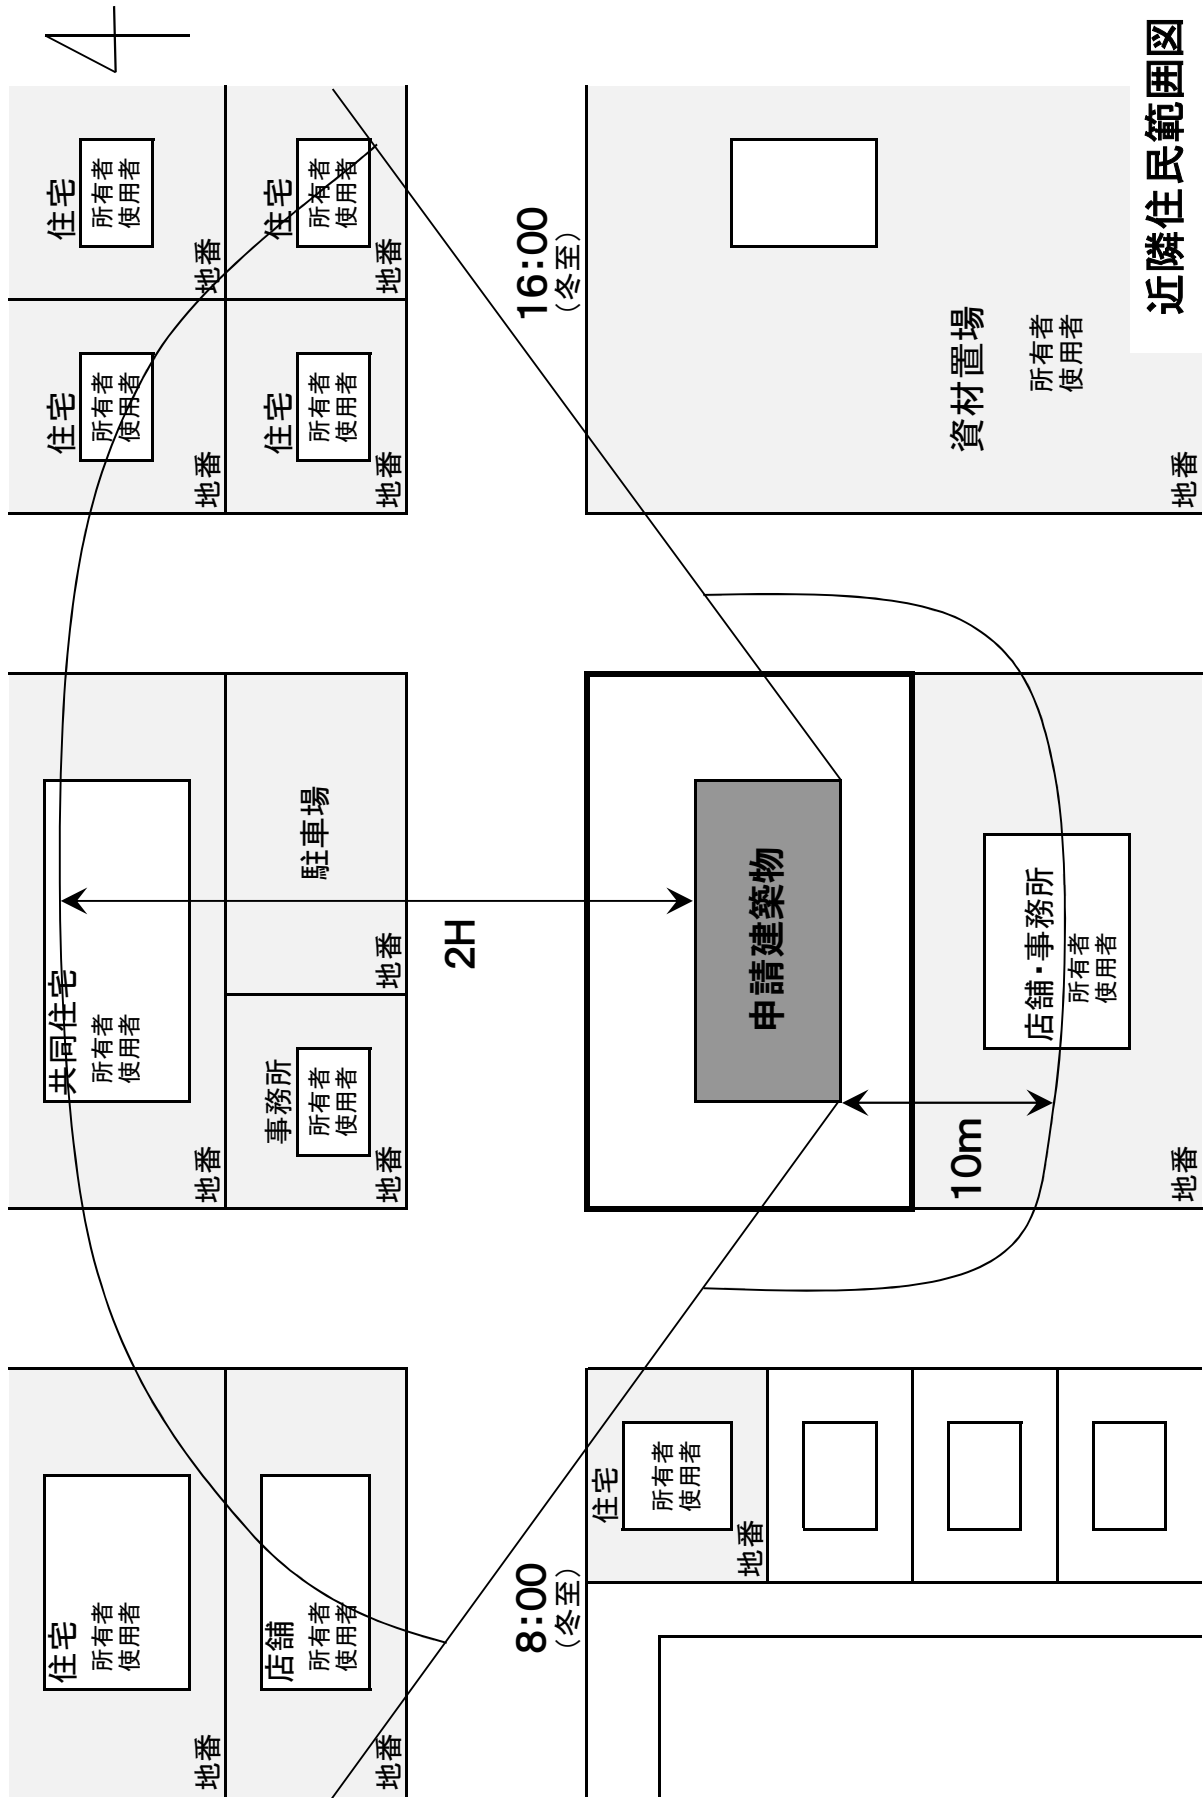 住宅
所有者
使用者
地番
共同住宅
所有者
使用者
地番
住宅
所有者
使用者
地番
住宅
所有者
使用者
地番
店舗
所有者
使用者
地番
事務所
所有者
使用者
地番
駐車場
地番
住宅
所有者
使用者
地番
住宅
所有者
使用者
地番
2H
8:00
（冬至）
16:00
（冬至）
住宅
所有者
使用者
地番
申請建築物
10m
店舗・事務所
所有者
使用者
地番
資材置場
所有者
使用者
地番
近隣住民範囲図